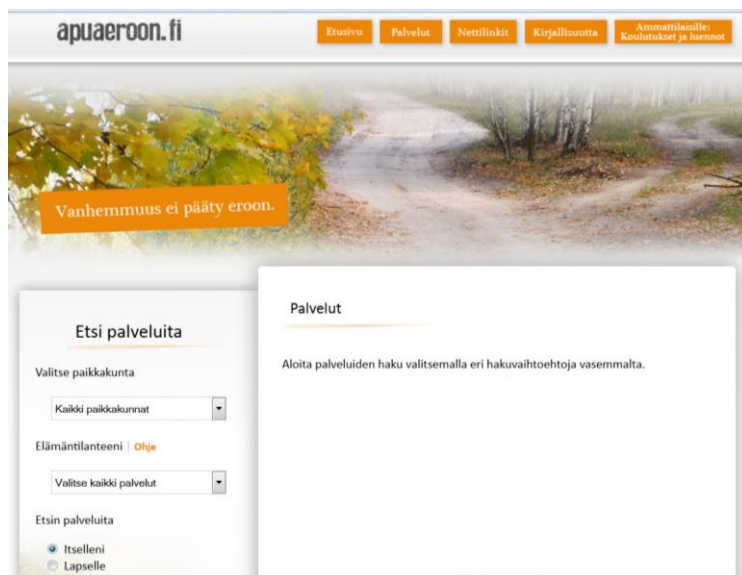 apuaeroon.fi
Etusivu
Palvelut
Nettilinkit
Kirjallisuutta
Ammattilaisille:
Koulutukset ja luennot
Vanhemmuus ei pääty eroon.
Palvelut
Aloita palveluiden haku valitsemalla eri hakuvaihtoehtoja vasemmalta.
Etsi palveluita
Valitse paikkakunta
Kaikki paikkakunnat
Elämäntilanteeni | Ohje
Valitse kaikki palvelut
Etsin palveluita
Itselleni
Lapselle